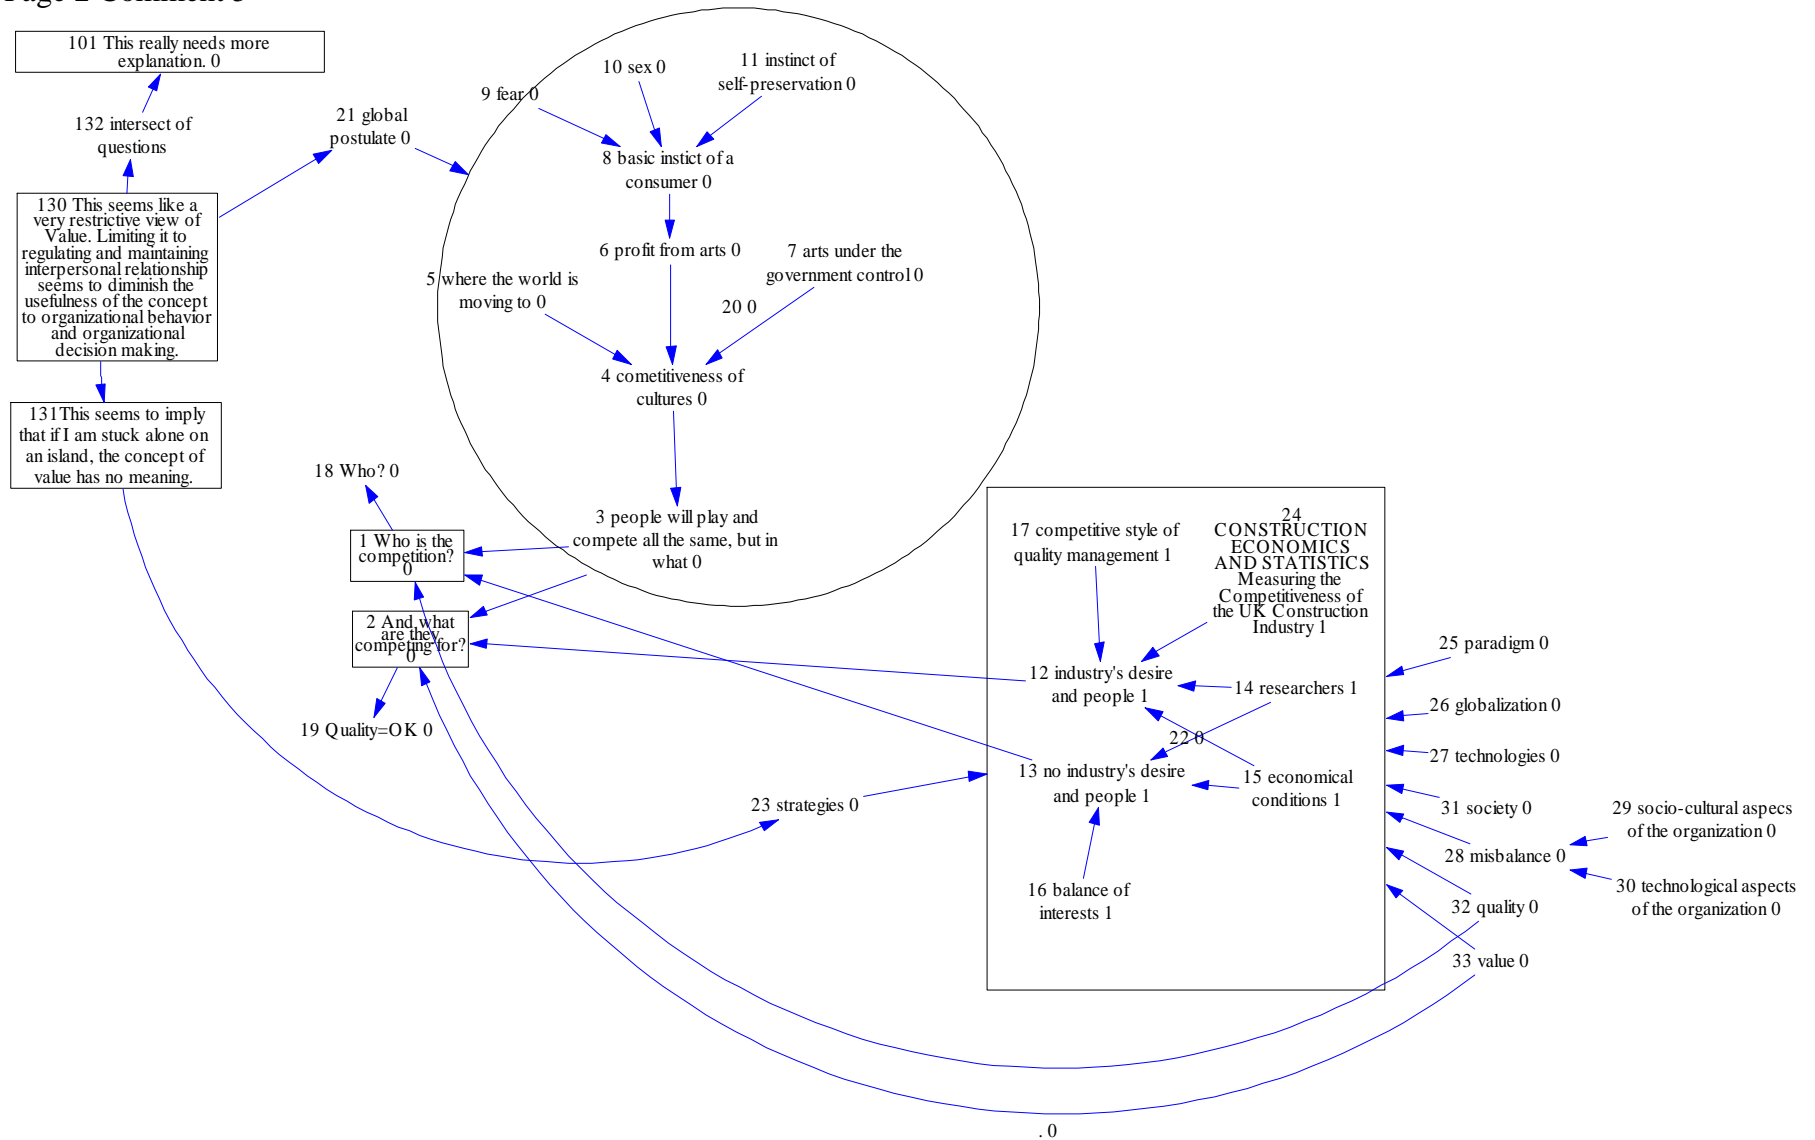 101 This really needs more
explanation. 0
132 intersect of
questions
21 global
postulate 0
130 This seems like a
very restrictive view of
Value. Limiting it to
regulating and maintaining
interpersonal relationship
seems to diminish the
usefulness of the concept
to organizational behavior
and organizational
decision making.
131This seems to imply
that if I am stuck alone on
an island, the concept of
value has no meaning.
9 fear 0
10 sex 0
11 instinct of
self-preservation 0
8 basic instict of a
consumer 0
6 profit from arts 0
7 arts under the
government control 0
5 where the world is
moving to 0
20 0
4 cometitiveness of
cultures 0
3 people will play and
compete all the same, but in
what 0
18 Who? 0
1 Who is the
competition?
0
2 And what
are they
competing for?
0
19 Quality=OK 0
23 strategies 0
17 competitive style of
quality management 1
24
CONSTRUCTION
ECONOMICS
AND STATISTICS
Measuring the
Competitiveness of
the UK Construction
Industry 1
12 industry's desire
and people 1
14 researchers 1
22 0
13 no industry's desire
and people 1
15 economical
conditions 1
16 balance of
interests 1
25 paradigm 0
26 globalization 0
27 technologies 0
31 society 0
28 misbalance 0
29 socio-cultural aspecs
of the organization 0
30 technological aspects
of the organization 0
32 quality 0
33 value 0
. 0